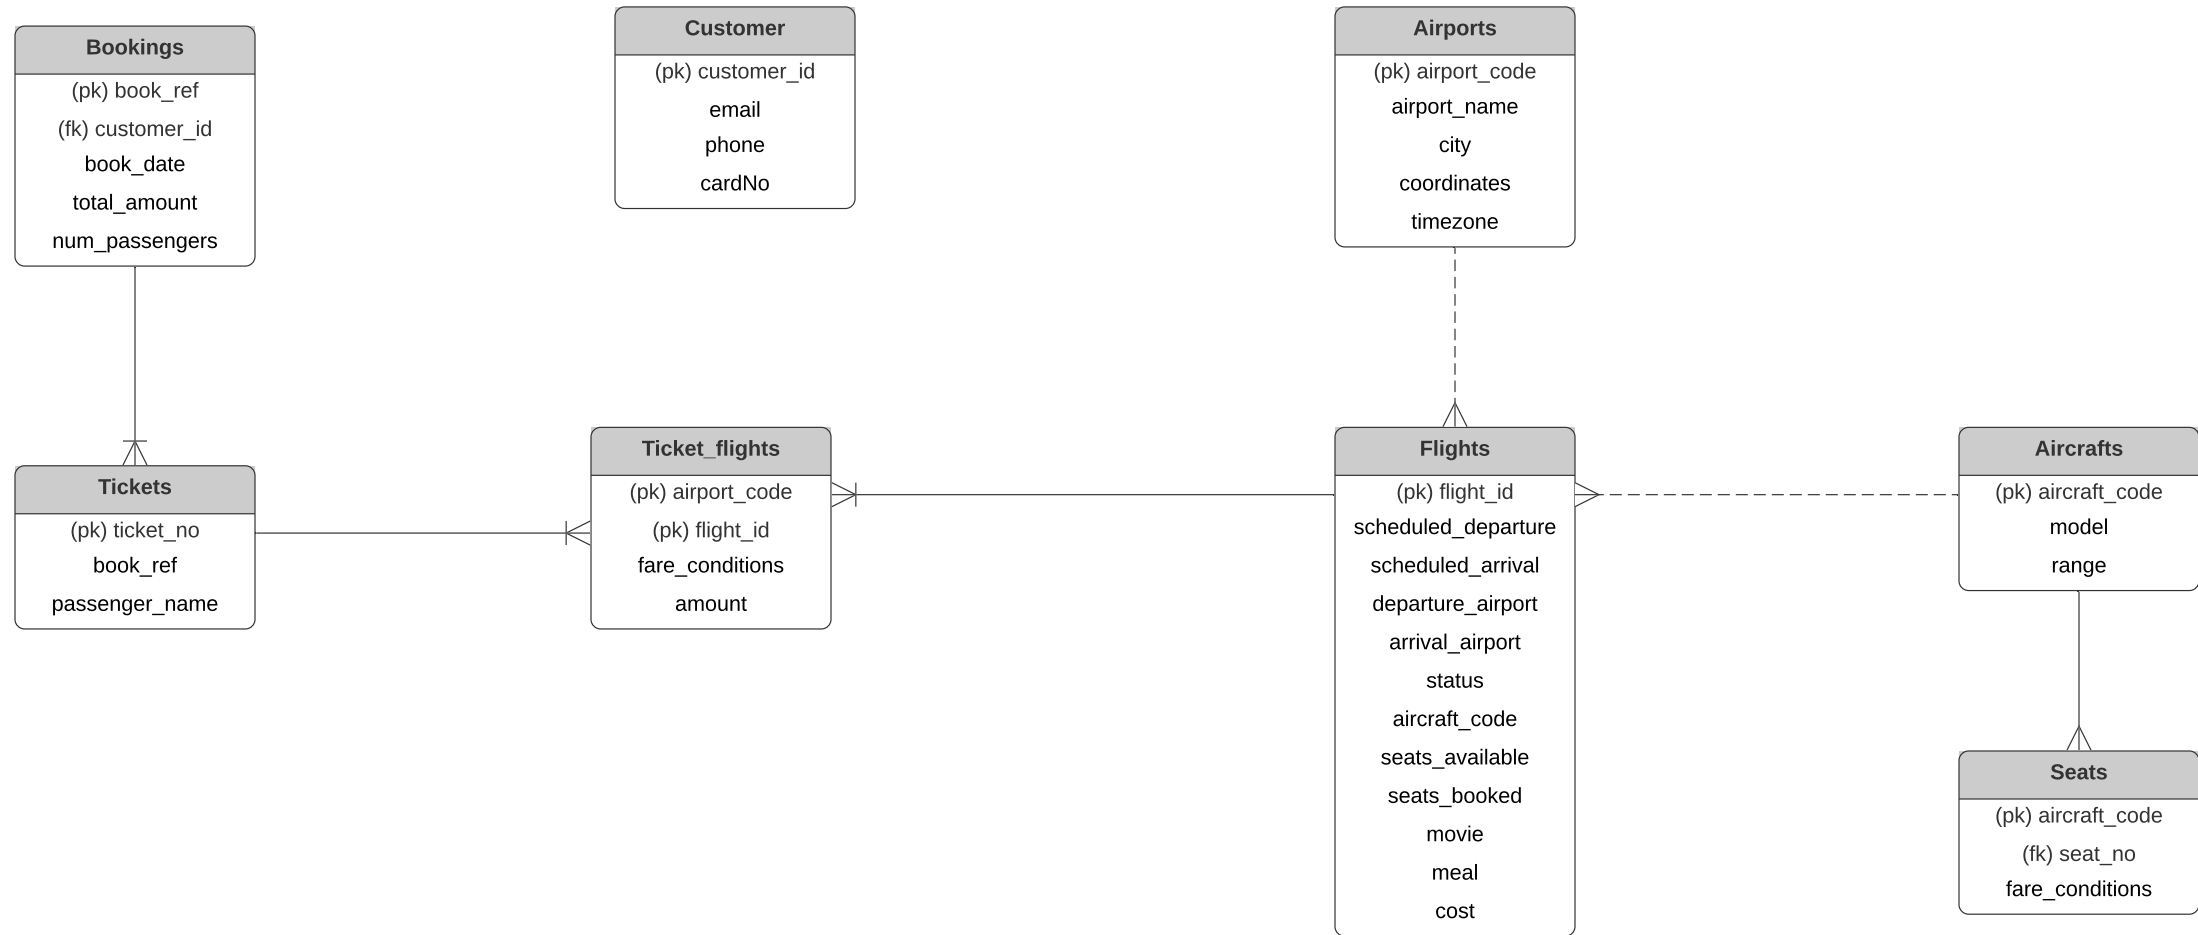 Bookings
(pk) book_ref
(fk) customer_id
book_date
total_amount
num_passengers
Customer
(pk) customer_id
email
phone
cardNo
Airports
(pk) airport_code
airport_name
city
coordinates
timezone
Tickets
(pk) ticket_no
book_ref
passenger_name
Ticket_flights
(pk) airport_code
(pk) flight_id
fare_conditions
amount
Flights
(pk) flight_id
scheduled_departure
scheduled_arrival
departure_airport
arrival_airport
status
aircraft_code
seats_available
seats_booked
movie
meal
cost
Aircrafts
(pk) aircraft_code
model
range
Seats
(pk) aircraft_code
(fk) seat_no
fare_conditions